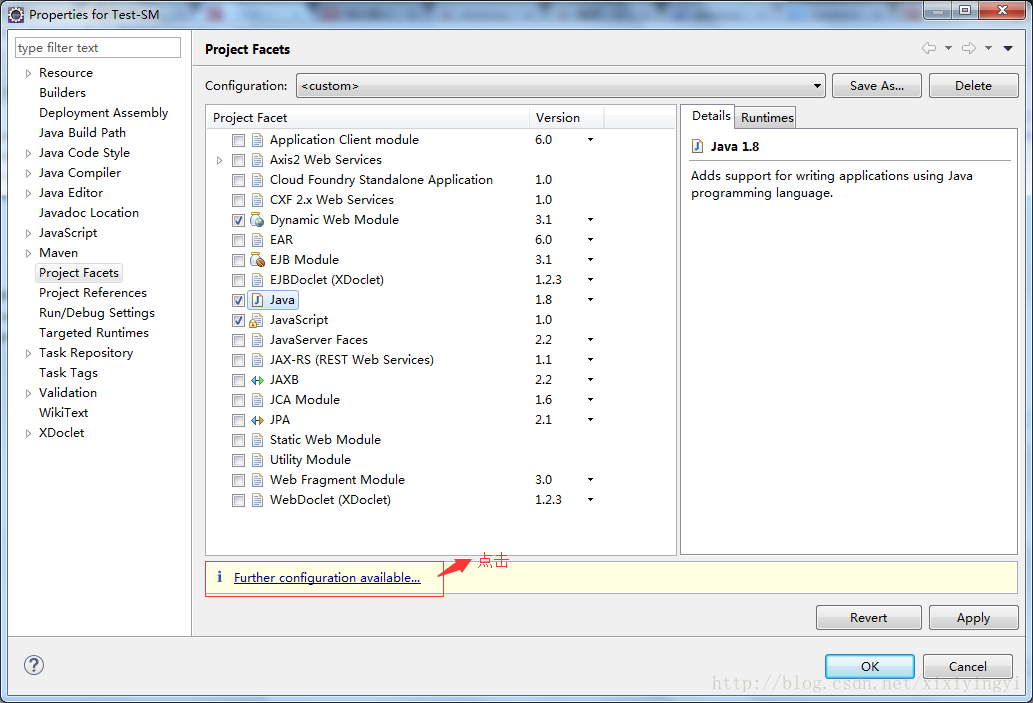 Properties for Test-SM
type filter text
Resource
Builders
Deployment Assembly
Java Build Path
Java Code Style
Java Compiler
Java Editor
Javadoc Location
JavaScript
Maven
Project Facets
Project References
Run/Debug Settings
Targeted Runtimes
Task Repository
Task Tags
Validation
WikiText
XDoclet
Project Facets
Configuration: <custom> Save As... Delete
Project Facet Version
Application Client module 6.0
Axis2 Web Services
Cloud Foundry Standalone Application 1.0
CXF 2.x Web Services 1.0
Dynamic Web Module 3.1
EAR 6.0
EJB Module 3.1
EJBDoclet (XDoclet) 1.2.3
Java 1.8
JavaScript 1.0
JavaServer Faces 2.2
JAX-RS (REST Web Services) 1.1
JAXB 2.2
JCA Module 1.6
JPA 2.1
Static Web Module
Utility Module
Web Fragment Module 3.0
WebDoclet (XDoclet) 1.2.3
Details Runtimes
Java 1.8
Adds support for writing applications using Java
programming language.
点击
Further configuration available...
Revert Apply
OK Cancel
http://blog.csdn.net/xixiyingyi